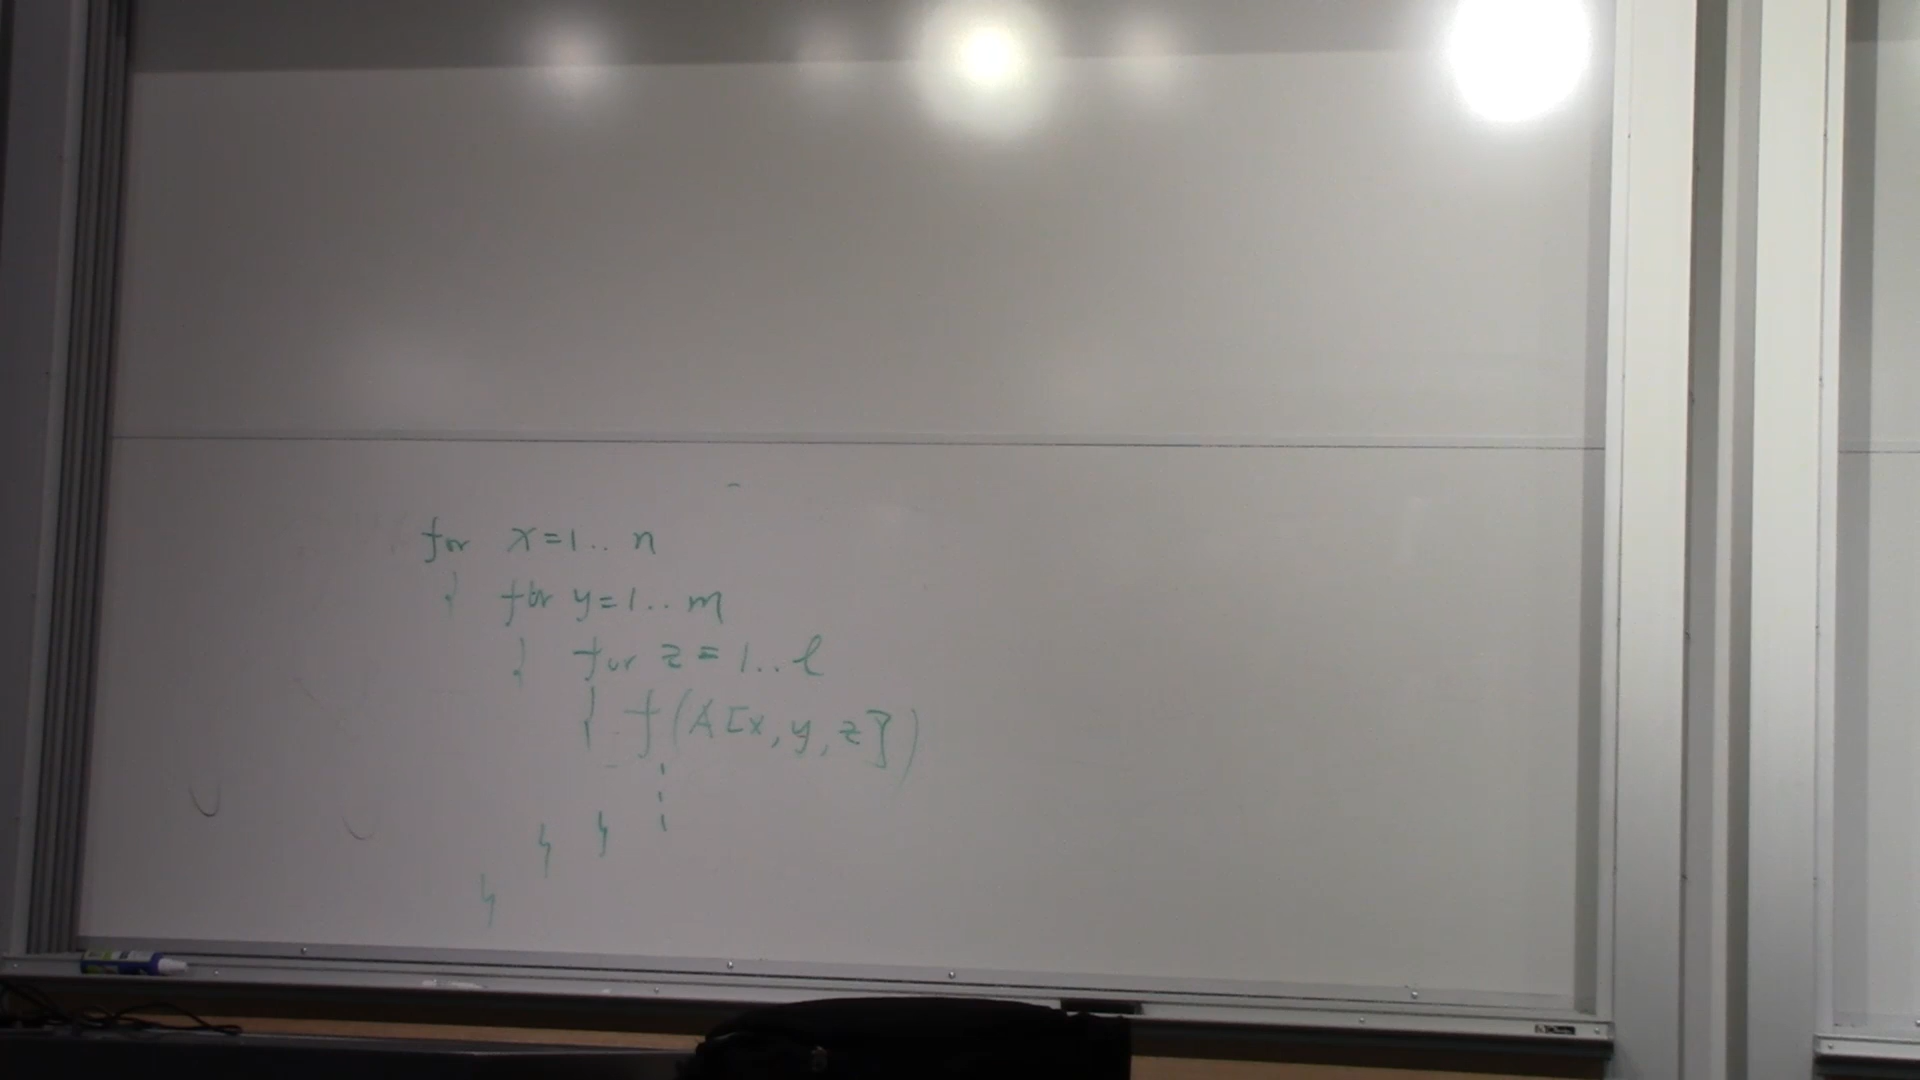 for x=1.. n
{ for y=1.. m
{ for z = 1..l
{ f(A[x, y, z])
}
}
}